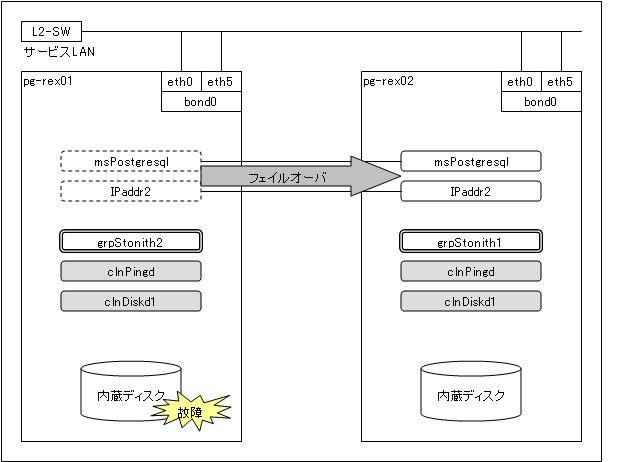 L2-SW
サービスLAN
pg-rex01
eth0
eth5
bond0
pg-rex02
eth0
eth5
bond0
msPostgresql
フェイルオーバ
msPostgresql
IPaddr2
IPaddr2
grpStonith2
grpStonith1
clnPingd
clnPingd
clnDiskd1
clnDiskd1
内蔵ディスク
故障
内蔵ディスク